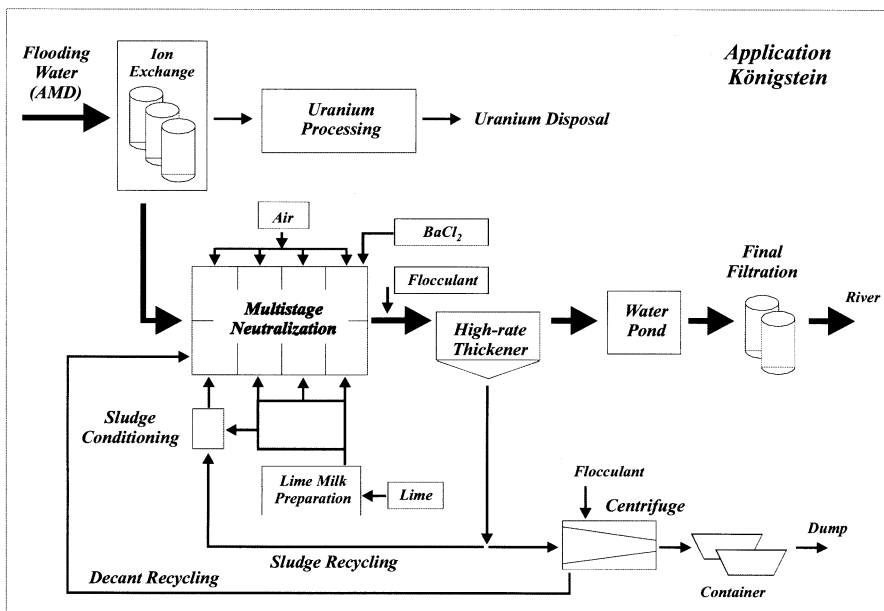 Flooding
Water
(AMD)
Ion
Exchange
Uranium
Processing
Uranium Disposal
Application
Königstein
Air
BaCl₂
Flocculant
Multistage
Neutralization
High-rate
Thickener
Water
Pond
Final
Filtration
River
Sludge
Conditioning
Lime Milk
Preparation
Lime
Flocculant
Centrifuge
Sludge Recycling
Decant Recycling
Container
Dump